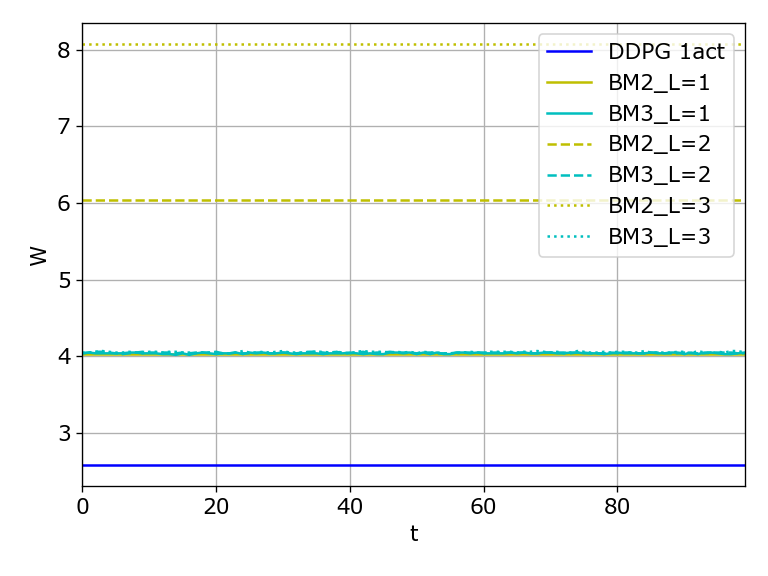 8
7
6
5
4
3
W
0
20
40
60
80
t
DDPG 1act
BM2_L=1
BM3_L=1
BM2_L=2
BM3_L=2
BM2_L=3
BM3_L=3